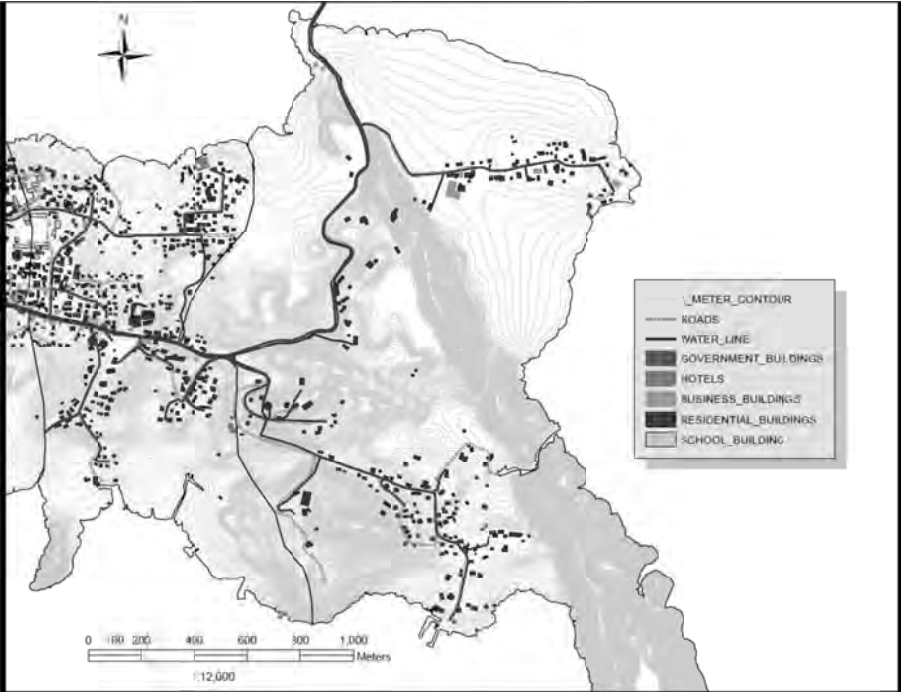 N
_METER_CONTOUR
ROADS
WATER_LINE
GOVERNMENT_BUILDINGS
HOTELS
BUSINESS_BUILDINGS
RESIDENTIAL_BUILDINGS
SCHOOL_BUILDING
0 100 200 400 600 800 1,000
Meters
1:12,000